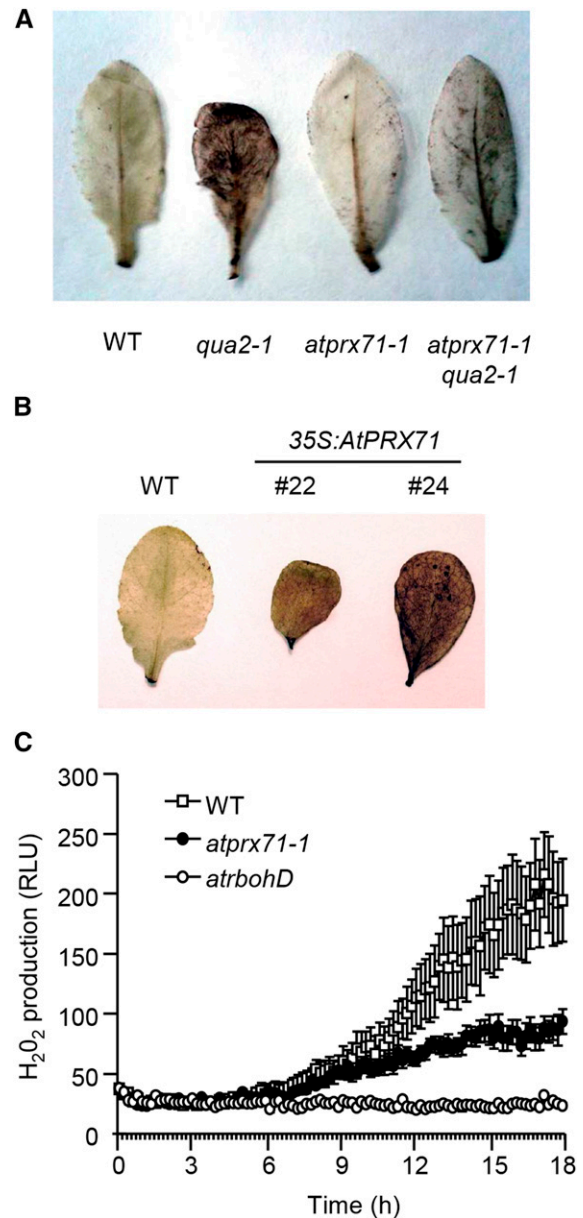 A
WT qua2-1 atprx71-1 atprx71-1
qua2-1
B
35S:AtPRX71
WT #22 #24
C
300
250
200
150
100
50
0
H₂O₂ production (RLU)
WT
atprx71-1
atrbohD
0 3 6 9 12 15 18
Time (h)